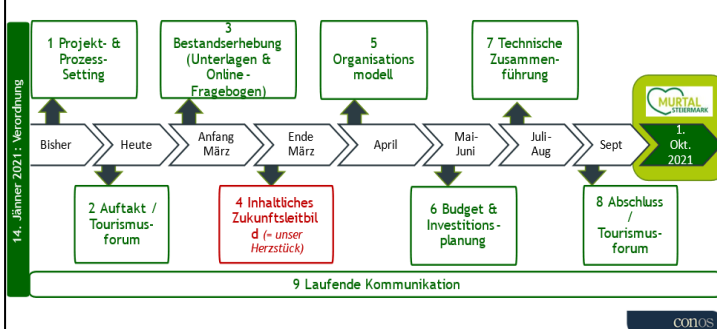 14. Jänner 2021: Verordnung
1 Projekt- &
Prozess-
Setting
3
Bestandserhebung
(Unterlagen &
Online-
Fragebogen)
5
Organisations
modell
7 Technische
Zusammen-
führung
MURTAL
STEIERMARK
Bisher
Heute
Anfang
März
Ende
März
April
Mai-
Juni
Juli-
Aug
Sept
1.
Okt.
2021
2 Auftakt /
Tourismus-
forum
4 Inhaltliches
Zukunftsleitbil
d (= unser
Herzstück)
6 Budget &
Investitions-
planung
8 Abschluss
/
Tourismus-
forum
9 Laufende Kommunikation
conos